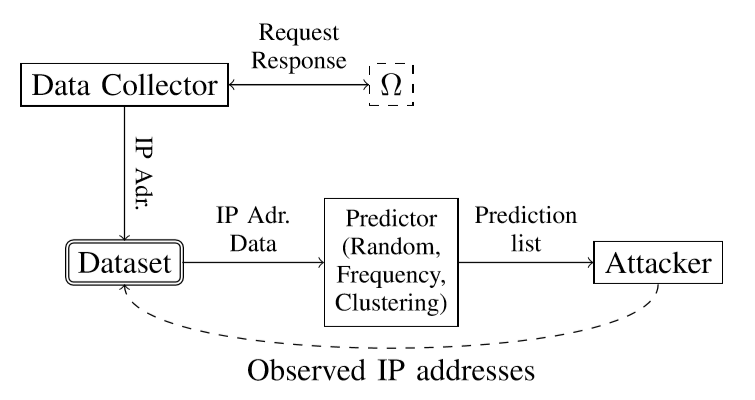 Request
Response
Data Collector
Ω
IP Adr.
IP Adr.
Data
Predictor
(Random,
Frequency,
Clustering)
Prediction
list
Dataset
Attacker
Observed IP addresses